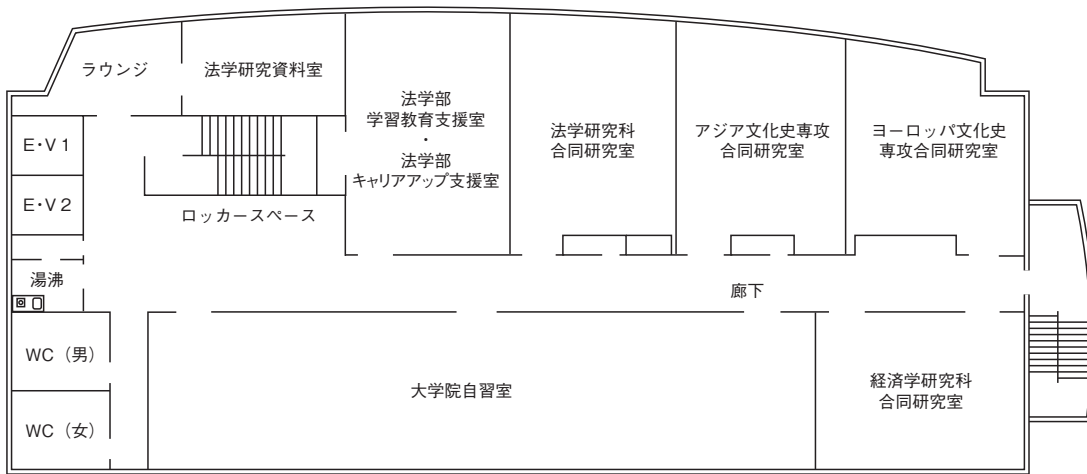 ラウンジ
法学研究資料室
法学部
学習教育支援室
・
法学部
キャリアアップ支援室
法学研究科
合同研究室
アジア文化史専攻
合同研究室
ヨーロッパ文化史
専攻合同研究室
E・V 1
E・V 2
ロッカースペース
湯沸
廊下
WC（男）
WC（女）
大学院自習室
経済学研究科
合同研究室